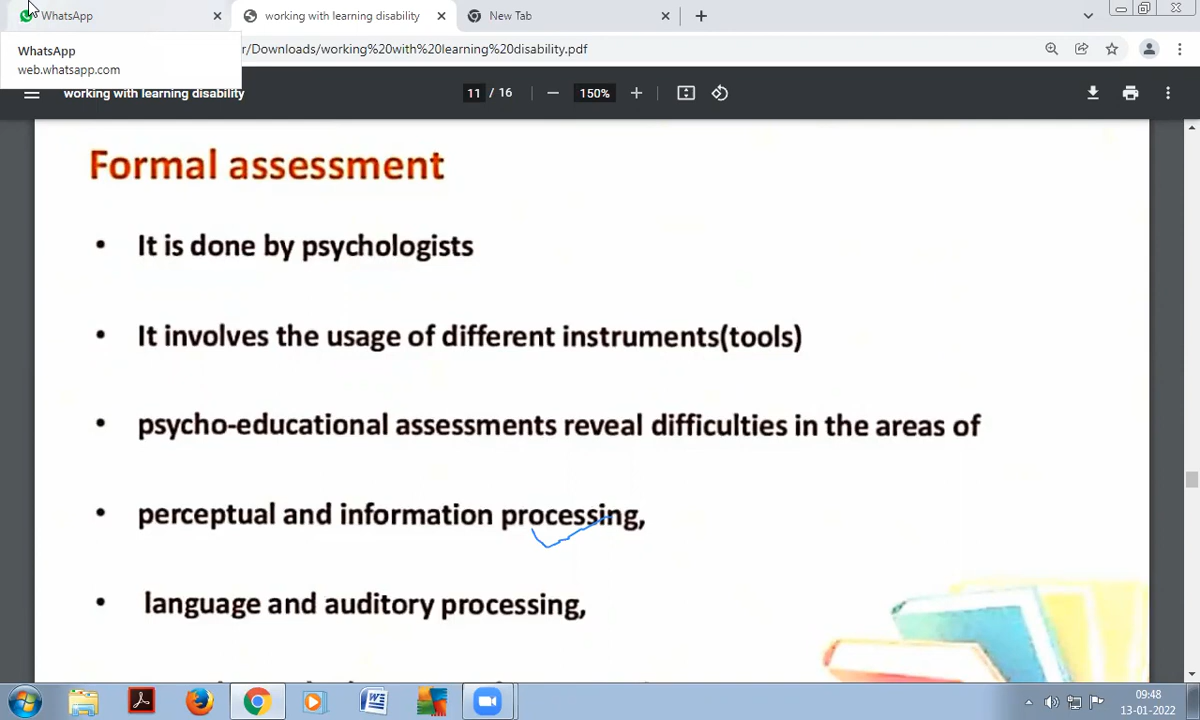 WhatsApp
working with learning disability
New Tab
WhatsApp
web.whatsapp.com
r/Downloads/working%20with%20learning%20disability.pdf
working with learning disability
11 / 16
150%
Formal assessment
• It is done by psychologists
• It involves the usage of different instruments(tools)
• psycho-educational assessments reveal difficulties in the areas of
• perceptual and information processing,
• language and auditory processing,
09:48
13-01-2022